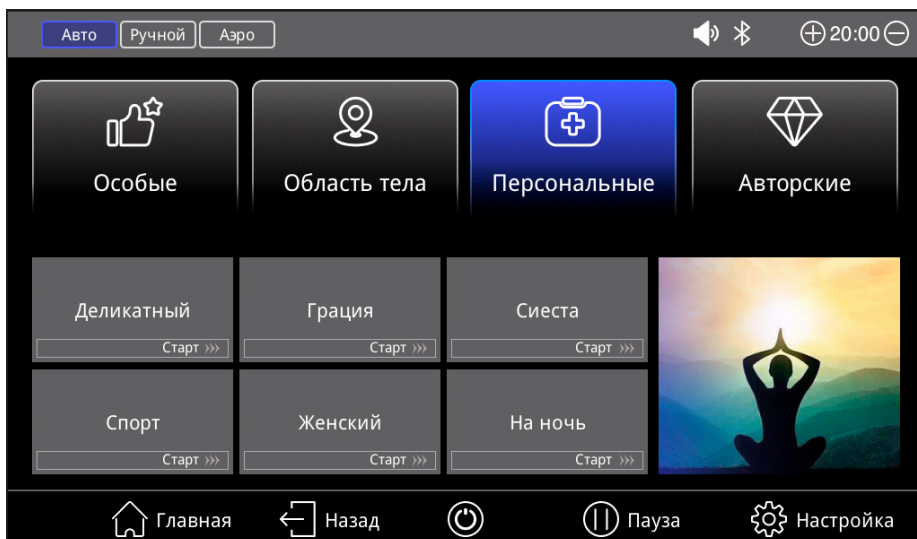 Авто Ручной Аэро 20:00
Особые Область тела Персональные Авторские
Деликатный Грация Сиеста
Старт Старт Старт
Спорт Женский На ночь
Старт Старт Старт
Главная Назад Пауза Настройка